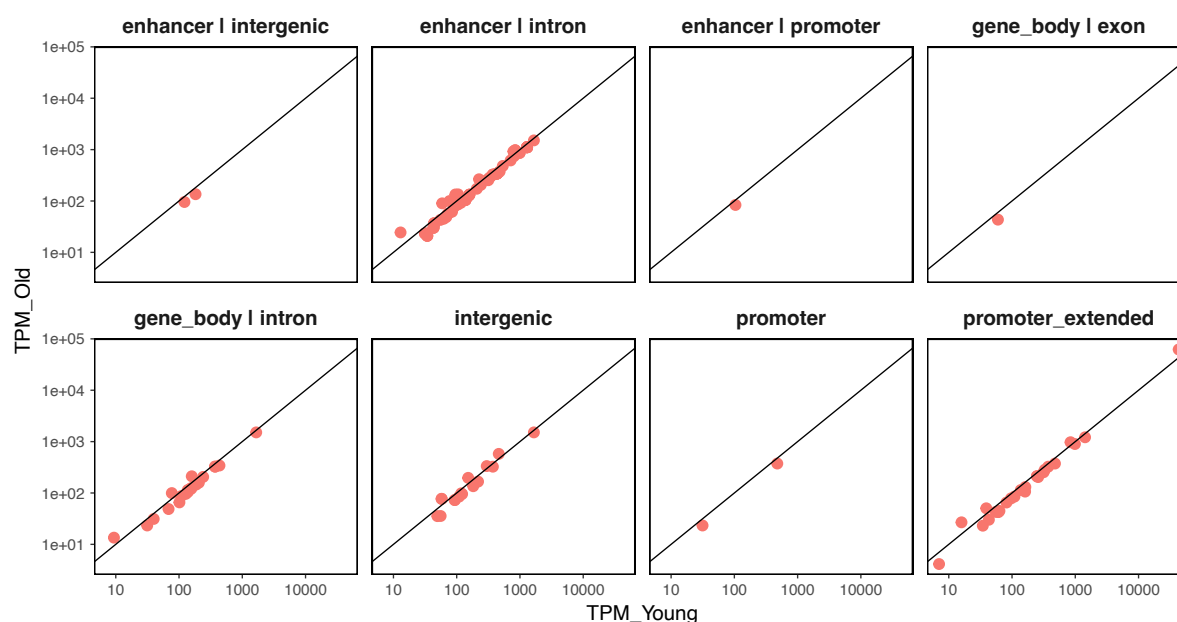 enhancer | intergenic
enhancer | intron
enhancer | promoter
gene_body | exon
1e+05
1e+04
1e+03
1e+02
1e+01
TPM_Old
gene_body | intron
intergenic
promoter
promoter_extended
1e+05
1e+04
1e+03
1e+02
1e+01
10 100 1000 10000
10 100 1000 10000
10 100 1000 10000
10 100 1000 10000
TPM_Young